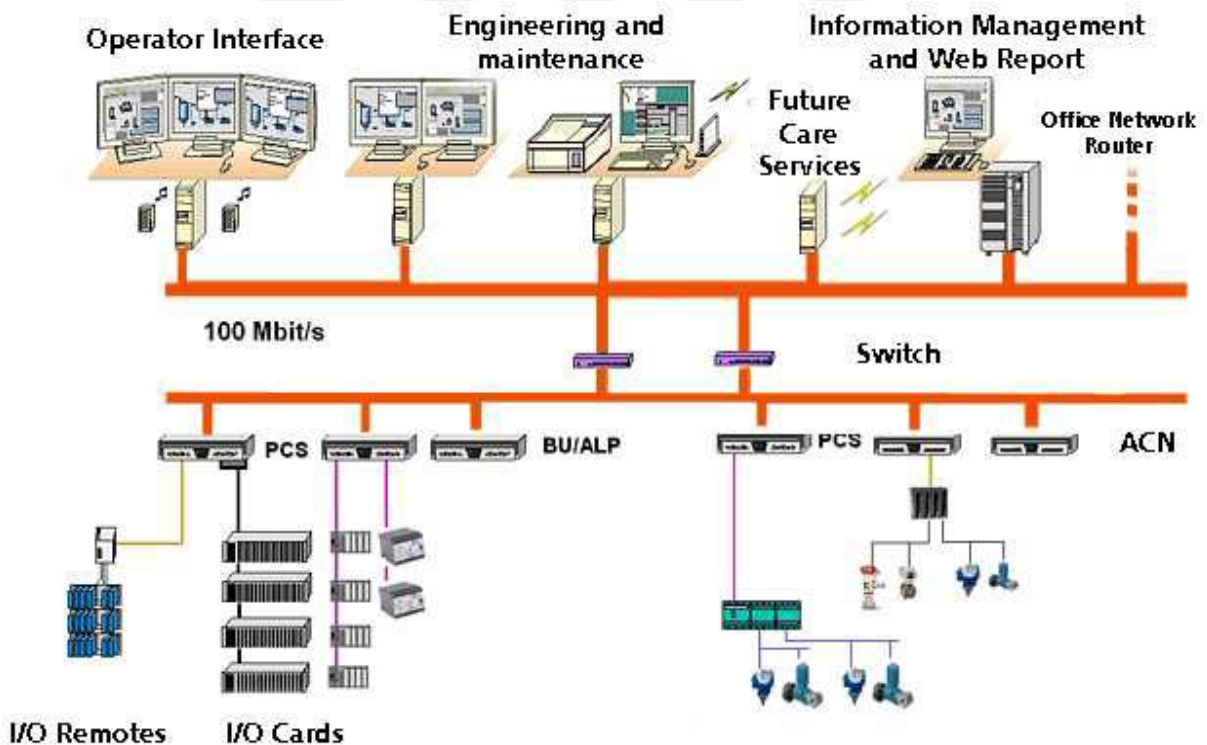 Operator Interface
Engineering and
maintenance
Information Management
and Web Report
Future
Care
Services
Office Network
Router
100 Mbit/s
Switch
PCS
BU/ALP
PCS
ACN
I/O Remotes
I/O Cards